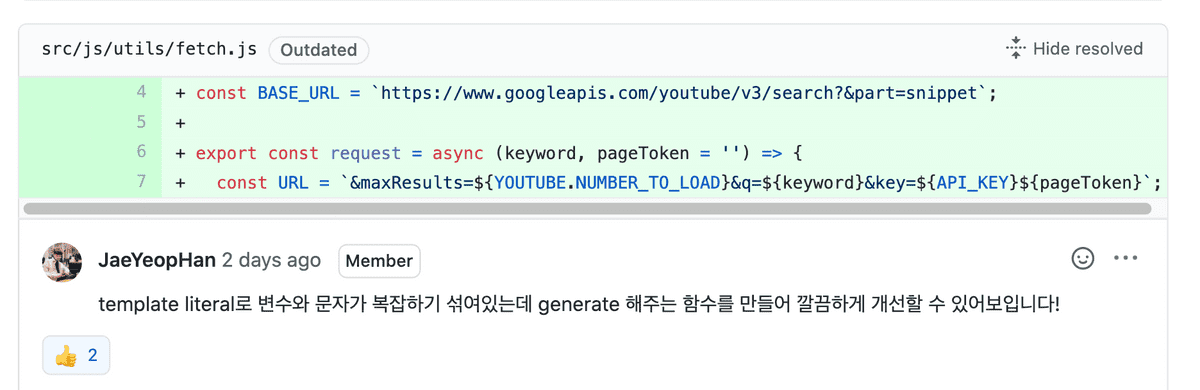 src/js/utils/fetch.js Outdated Hide resolved
4 + const BASE_URL = `https://www.googleapis.com/youtube/v3/search?&part=snippet`;
5 +
6 + export const request = async (keyword, pageToken = '') => {
7 + const URL = `&maxResults=${YOUTUBE.NUMBER_TO_LOAD}&q=${keyword}&key=${API_KEY}${pageToken}`;
JaeYeopHan 2 days ago Member
template literal로 변수와 문자가 복잡하기 섞여있는데 generate 해주는 함수를 만들어 깔끔하게 개선할 수 있어보입니다!
👍 2